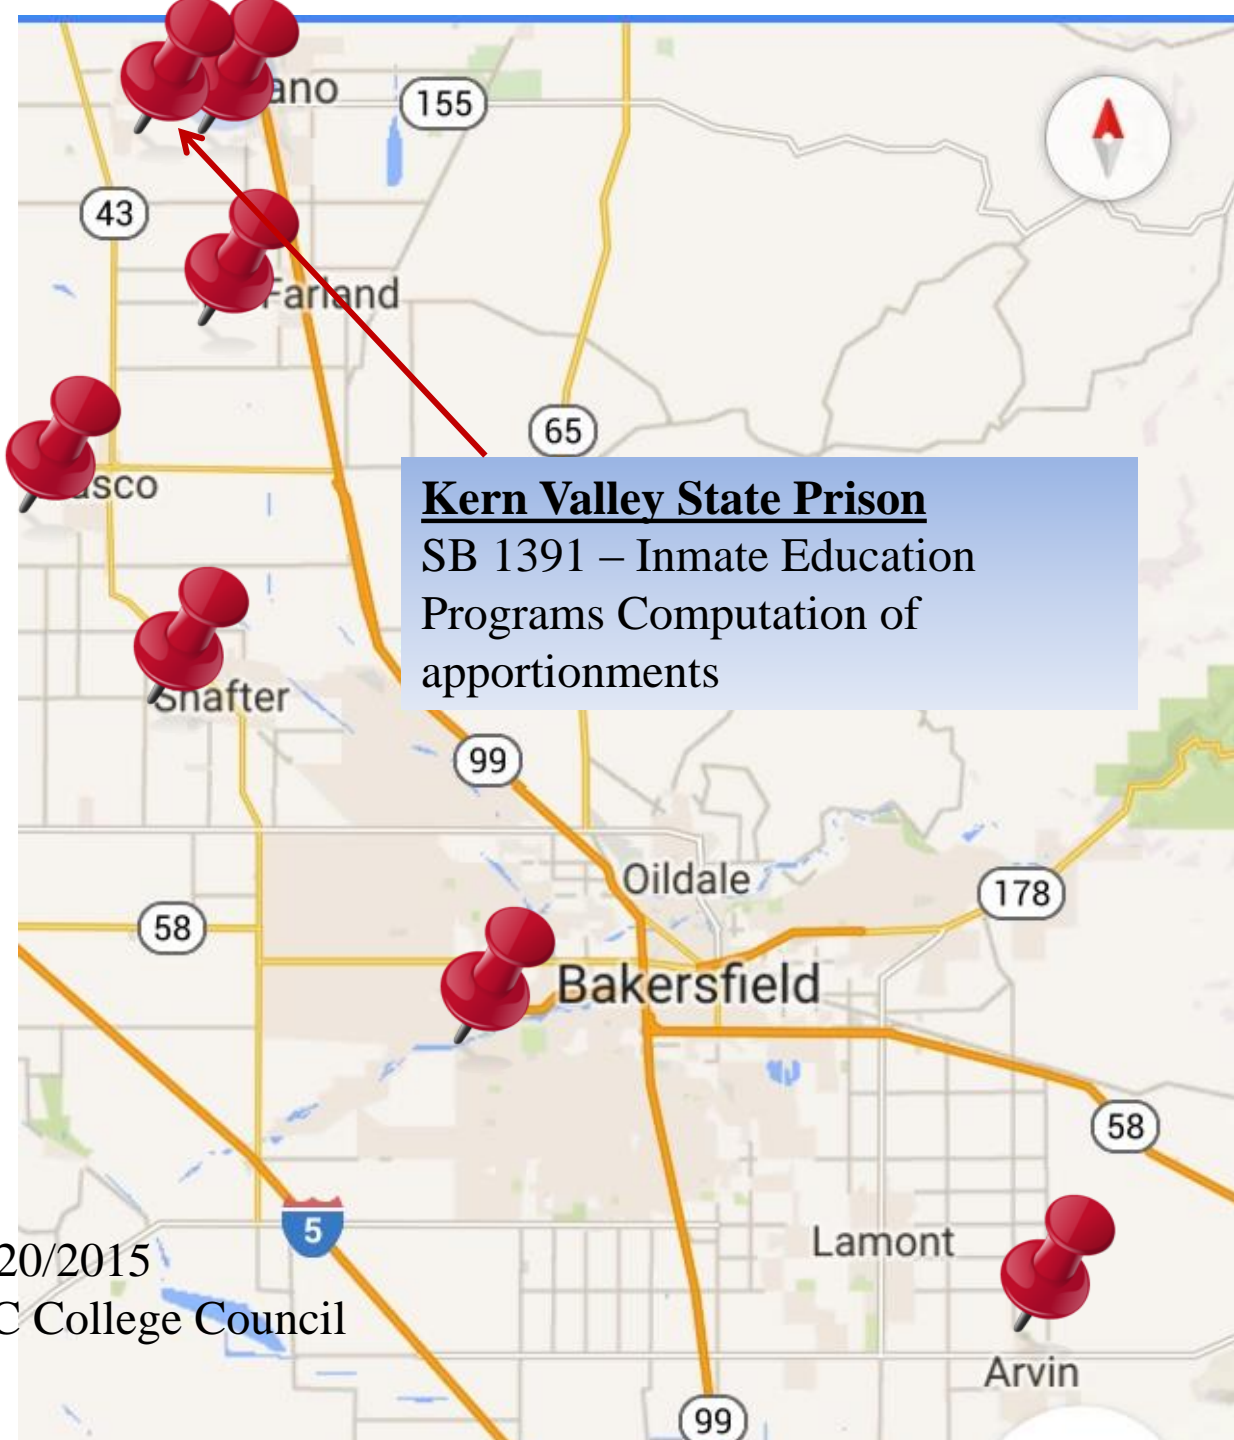 ano
155
43
Farland
65
asco
Kern Valley State Prison
SB 1391 – Inmate Education
Programs Computation of
apportionments
Shafter
99
Oildale
178
58
Bakersfield
58
5
Lamont
20/2015
C College Council
Arvin
99